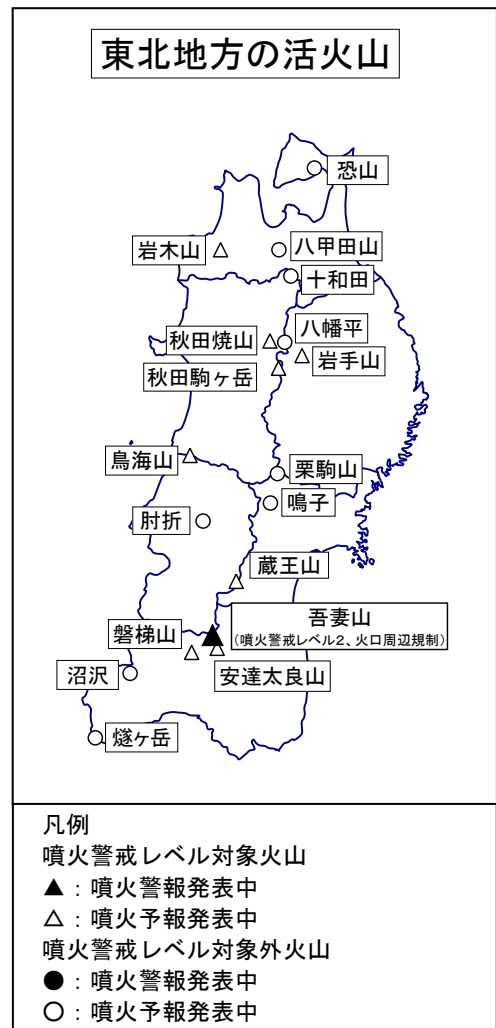 東北地方の活火山
恐山
岩木山
八甲田山
十和田
秋田焼山
八幡平
岩手山
秋田駒ヶ岳
鳥海山
栗駒山
鳴子
肘折
蔵王山
吾妻山
(噴火警戒レベル2、火口周辺規制)
磐梯山
沼沢
安達太良山
燧ヶ岳
凡例
噴火警戒レベル対象火山
▲:噴火警報発表中
△:噴火予報発表中
噴火警戒レベル対象外火山
●:噴火警報発表中
○:噴火予報発表中